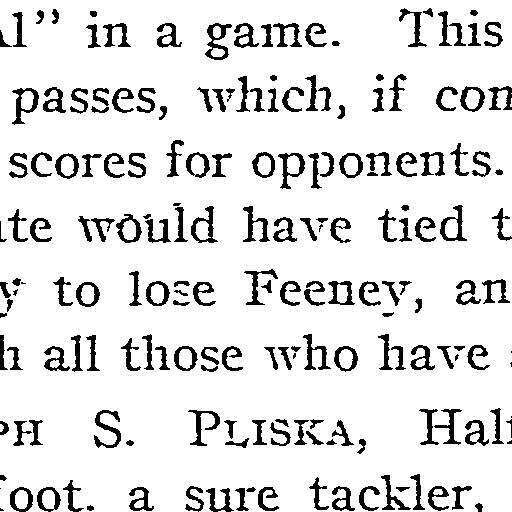 Al” in a game. This
passes, which, if con
scores for opponents.
ate would have tied t
y to lose Feeney, an
h all those who have
PH S. PLISKA, Half
foot, a sure tackler,